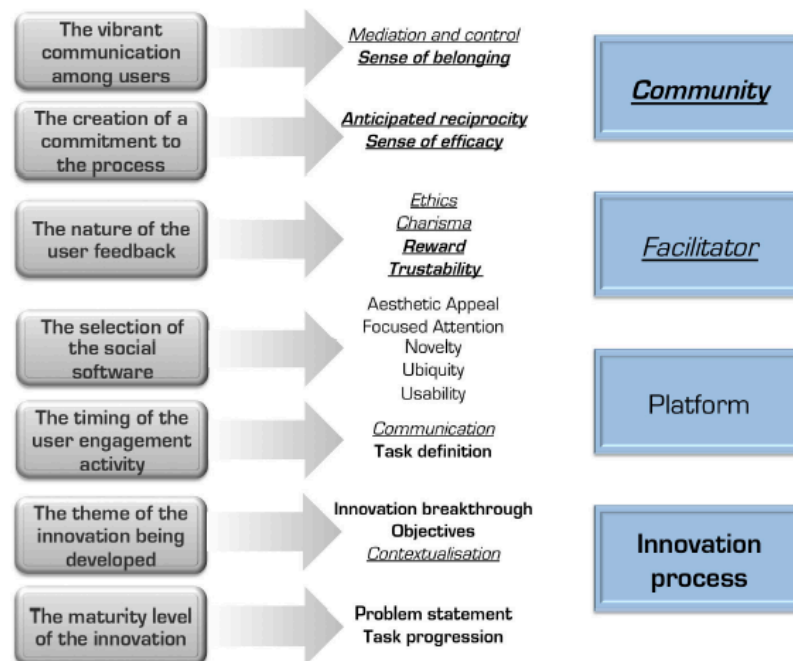 The vibrant
communication
among users
Mediation and control
Sense of belonging
Community
The creation of a
commitment to
the process
Anticipated reciprocity
Sense of efficacy
The nature of the
user feedback
Ethics
Charisma
Reward
Trustability
Facilitator
The selection of
the social
software
Aesthetic Appeal
Focused Attention
Novelty
Ubiquity
Usability
Platform
The timing of the
user engagement
activity
Communication
Task definition
The theme of the
innovation being
developed
Innovation breakthrough
Objectives
Contextualisation
Innovation
process
The maturity level
of the innovation
Problem statement
Task progression